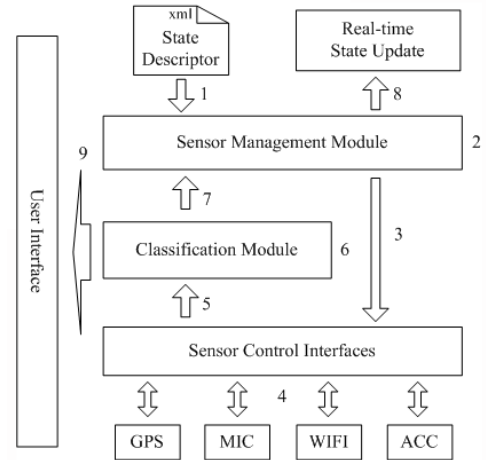 xml
State
Descriptor
Real-time
State Update
1
8
Sensor Management Module
2
9
7
3
User Interface
Classification Module
6
5
Sensor Control Interfaces
4
GPS
MIC
WIFI
ACC